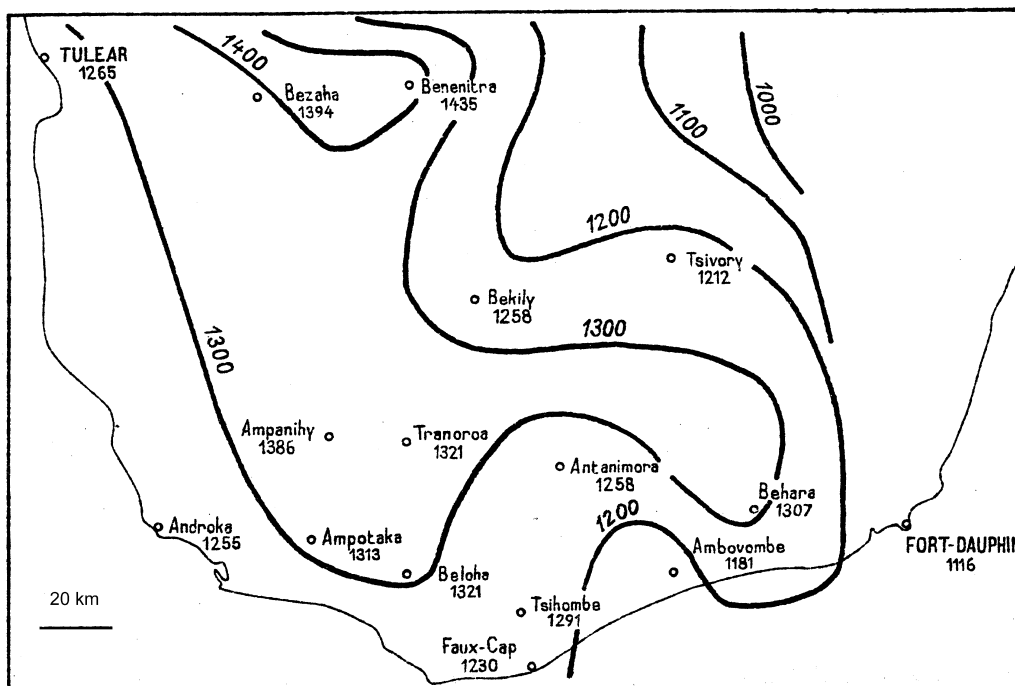 TULEAR
1265
1400
Bezaha
1394
Benenitra
1435
1000
1100
1200
Tsivory
1212
Bekily
1258
1300
1300
Ampanihy
1386
Tranoroa
1321
Antanimora
1258
Behara
1307
1200
Androka
1255
Ampotaka
1313
Ambovombe
1181
FORT-DAUPHIN
1116
Beloha
1321
20 km
Tsihombe
1291
Faux-Cap
1230